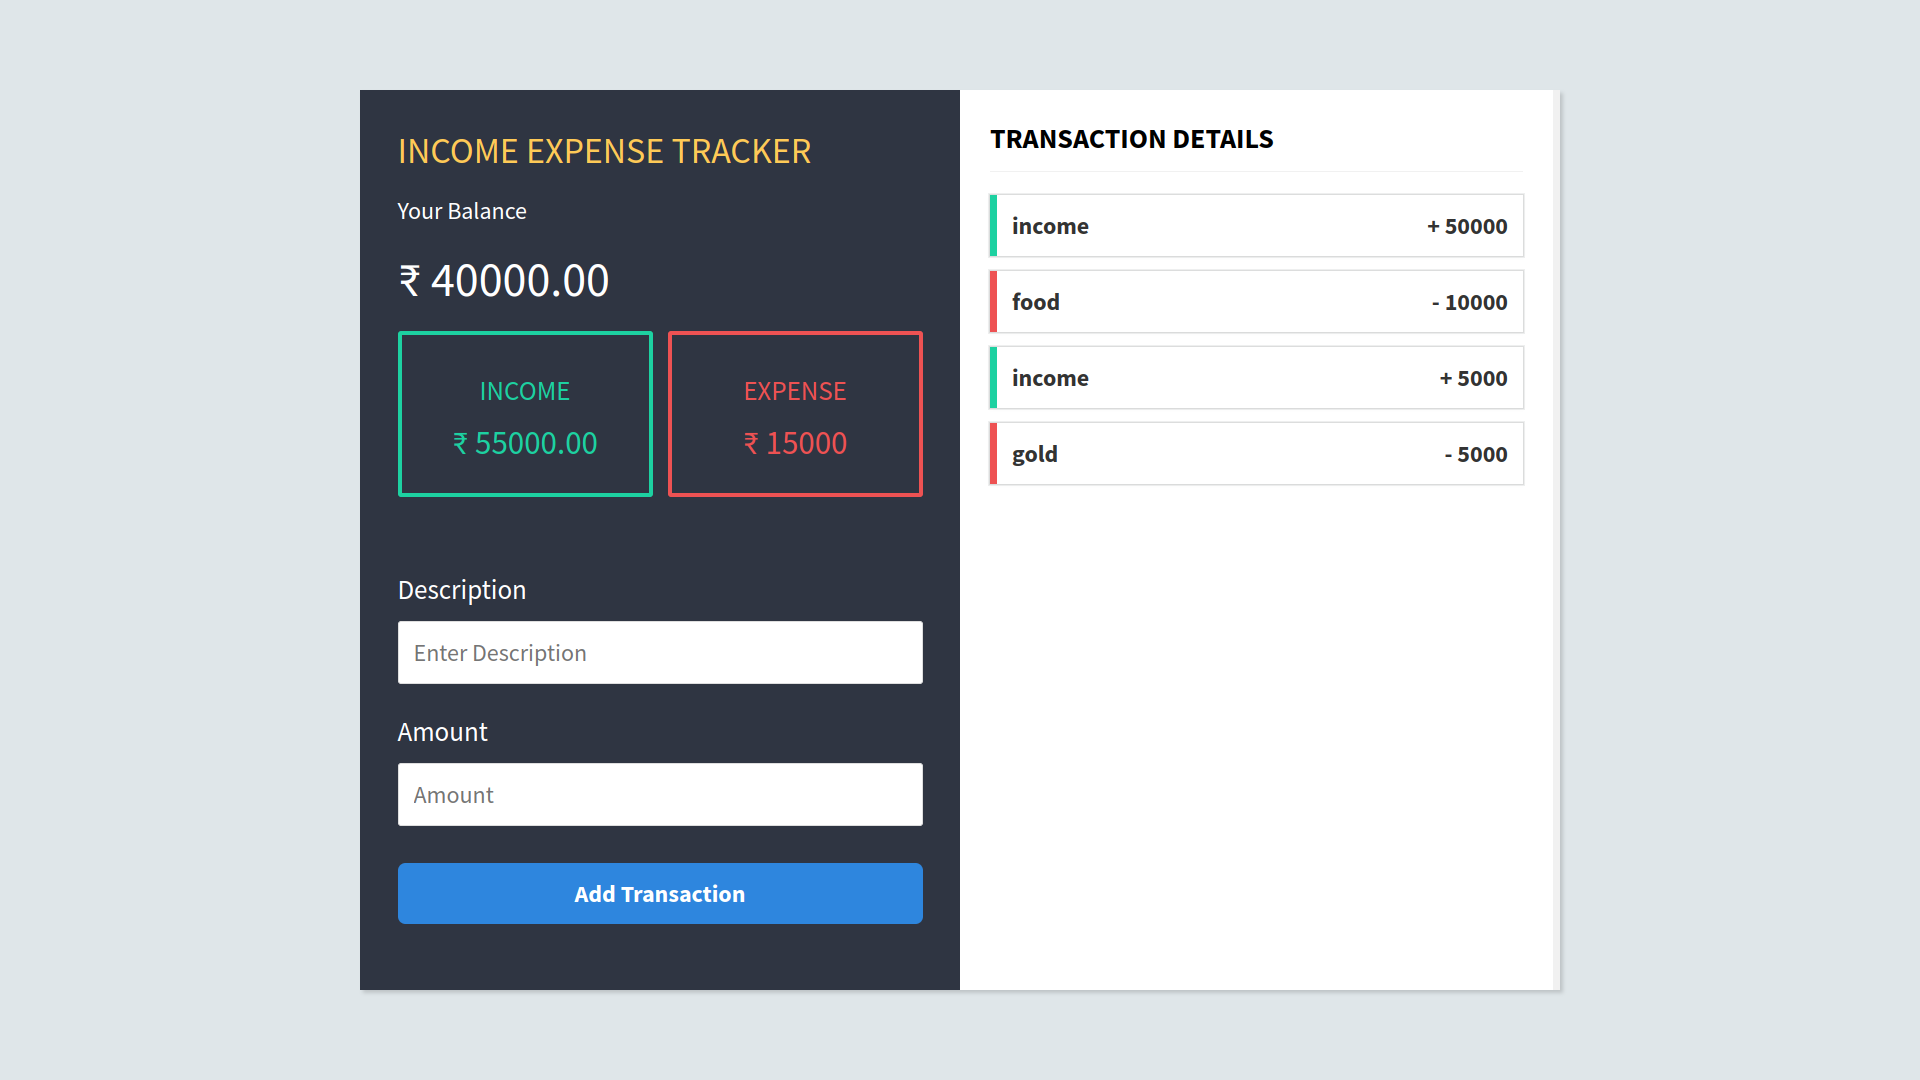 INCOME EXPENSE TRACKER
Your Balance
₹ 40000.00
INCOME
₹ 55000.00
EXPENSE
₹ 15000
Description
Enter Description
Amount
Amount
Add Transaction
TRANSACTION DETAILS
income + 50000
food - 10000
income + 5000
gold - 5000